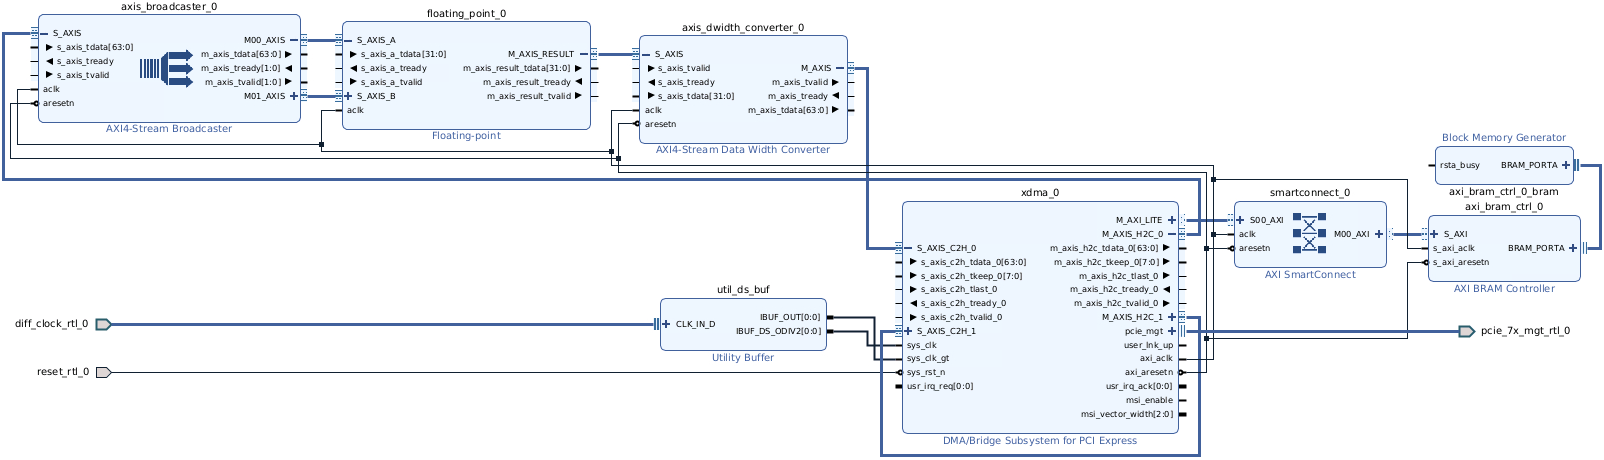 axis_broadcaster_0
S_AXIS
s_axis_tdata[63:0]
s_axis_tready
s_axis_tvalid
aclk
aresetn
M00_AXIS
m_axis_tdata[63:0]
m_axis_tready[1:0]
m_axis_tvalid[1:0]
M01_AXIS
AXI4-Stream Broadcaster
floating_point_0
S_AXIS_A
s_axis_a_tdata[31:0]
s_axis_a_tready
s_axis_a_tvalid
S_AXIS_B
aclk
M_AXIS_RESULT
m_axis_result_tdata[31:0]
m_axis_result_tready
m_axis_result_tvalid
Floating-point
axis_dwidth_converter_0
S_AXIS
s_axis_tvalid
s_axis_tready
s_axis_tdata[31:0]
aclk
aresetn
M_AXIS
m_axis_tvalid
m_axis_tready
m_axis_tdata[63:0]
AXI4-Stream Data Width Converter
Block Memory Generator
rsta_busy
BRAM_PORTA
axi_bram_ctrl_0_bram
xdma_0
S_AXIS_C2H_0
s_axis_c2h_tdata_0[63:0]
s_axis_c2h_tkeep_0[7:0]
s_axis_c2h_tlast_0
s_axis_c2h_tready_0
s_axis_c2h_tvalid_0
S_AXIS_C2H_1
sys_clk
sys_clk_gt
sys_rst_n
usr_irq_req[0:0]
M_AXI_LITE
M_AXIS_H2C_0
m_axis_h2c_tdata_0[63:0]
m_axis_h2c_tkeep_0[7:0]
m_axis_h2c_tlast_0
m_axis_h2c_tready_0
m_axis_h2c_tvalid_0
M_AXIS_H2C_1
pcie_mgt
user_lnk_up
axi_aclk
axi_aresetn
usr_irq_ack[0:0]
msi_enable
msi_vector_width[2:0]
DMA/Bridge Subsystem for PCI Express
smartconnect_0
S00_AXI
aclk
aresetn
M00_AXI
AXI SmartConnect
axi_bram_ctrl_0
S_AXI
s_axi_aclk
s_axi_aresetn
BRAM_PORTA
AXI BRAM Controller
util_ds_buf
CLK_IN_D
IBUF_OUT[0:0]
IBUF_DS_ODIV2[0:0]
Utility Buffer
diff_clock_rtl_0
reset_rtl_0
pcie_7x_mgt_rtl_0